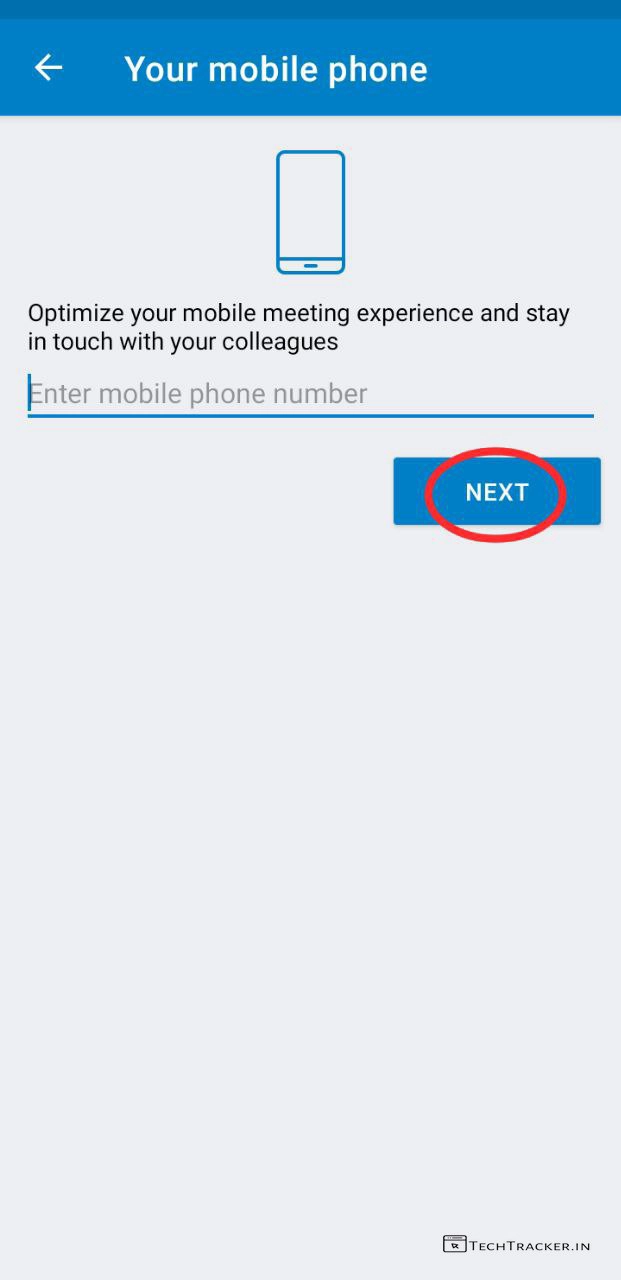 Your mobile phone
Optimize your mobile meeting experience and stay
in touch with your colleagues
Enter mobile phone number
NEXT
TECHTRACKER.IN